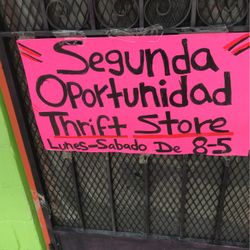 Segunda
Oportunidad
Thrift Store
Lunes-Sabado De 8-5